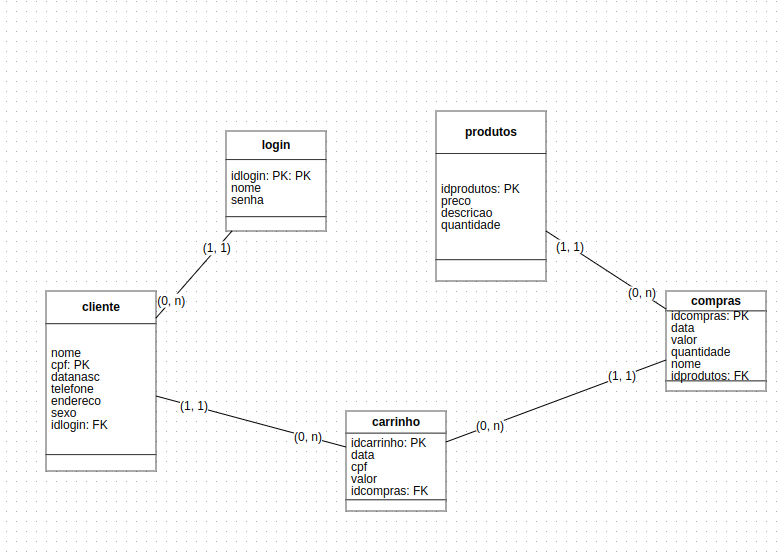 login
idlogin: PK: PK
nome
senha
(1, 1)
(0, n)
cliente
nome
cpf: PK
datanasc
telefone
endereco
sexo
idlogin: FK
(1, 1)
(0, n)
carrinho
idcarrinho: PK
data
cpf
valor
idcompras: FK
(0, n)
(1, 1)
produtos
idprodutos: PK
preco
descricao
quantidade
(1, 1)
(0, n)
compras
idcompras: PK
data
valor
quantidade
nome
idprodutos: FK